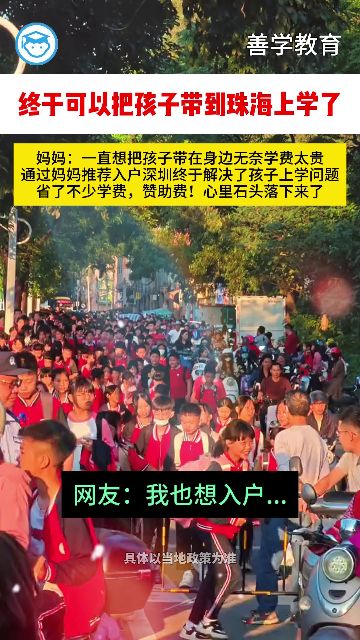 善学教育
终于可以把孩子带到珠海上学了
妈妈：一直想把孩子带在身边无奈学费太贵
通过妈妈推荐入户深圳终于解决了孩子上学问题
省了不少学费，赞助费！心里石头落下来了
网友：我也想入户...
具体以当地政策为准